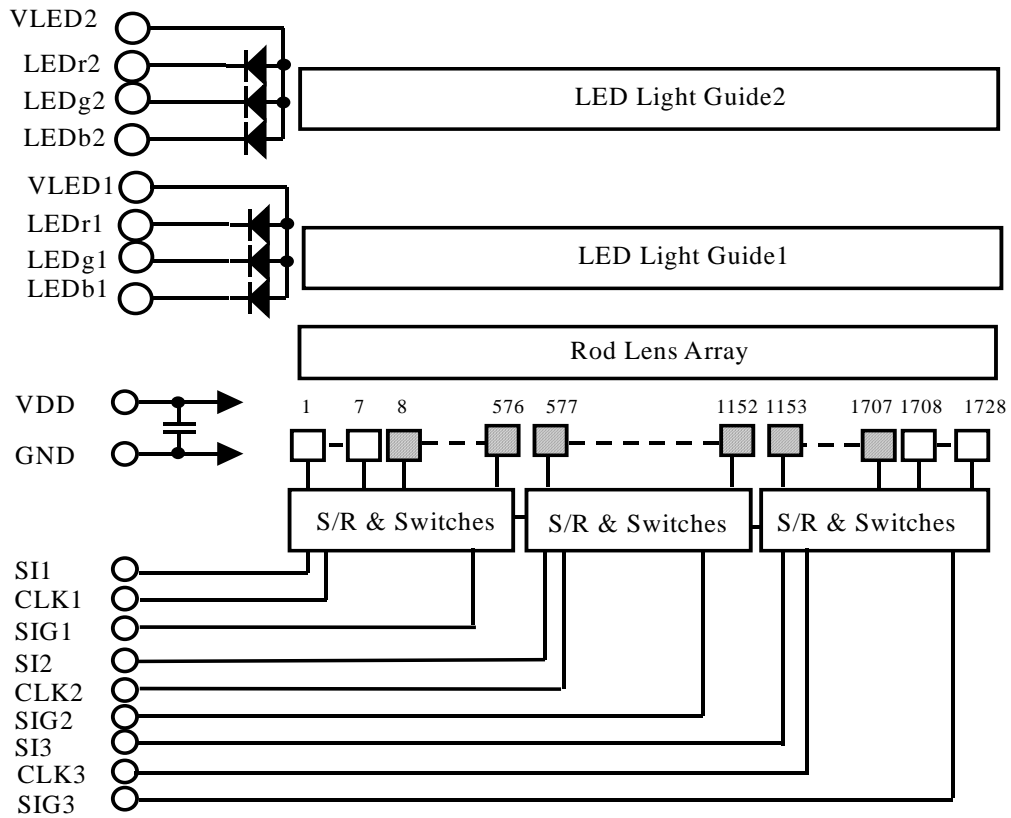 VLED2
LEDr2
LEDg2
LEDb2
LED Light Guide2
VLED1
LEDr1
LEDg1
LEDb1
LED Light Guide1
Rod Lens Array
VDD
GND
1 7 8 576 577 1152 1153 1707 1708 1728
S/R & Switches S/R & Switches S/R & Switches
SI1
CLK1
SIG1
SI2
CLK2
SIG2
SI3
CLK3
SIG3